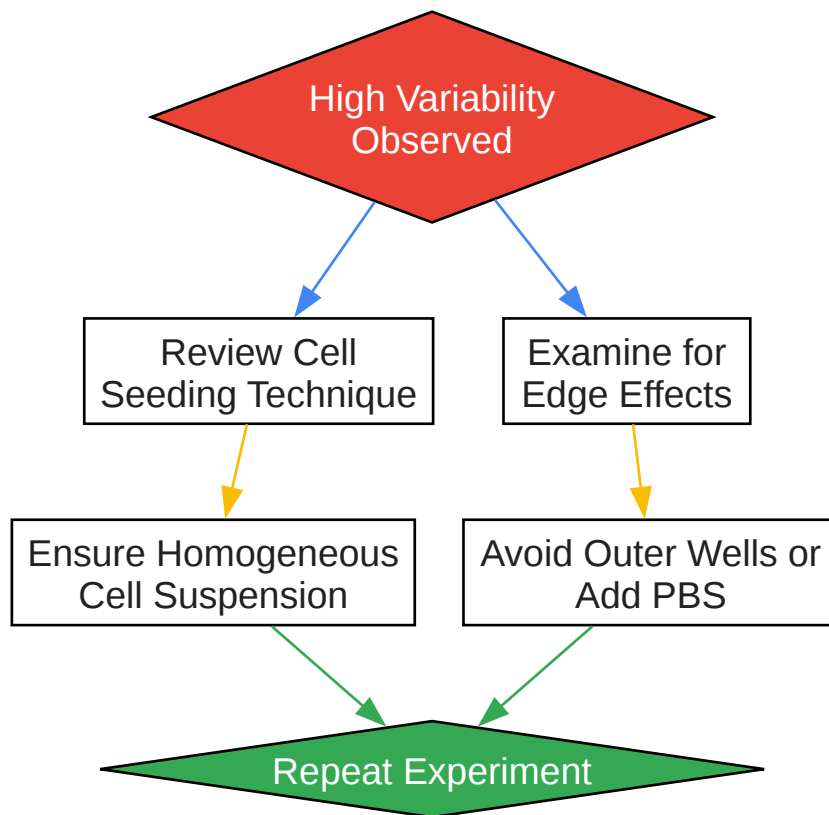 High Variability
Observed
Review Cell
Seeding Technique
Examine for
Edge Effects
Ensure Homogeneous
Cell Suspension
Avoid Outer Wells or
Add PBS
Repeat Experiment